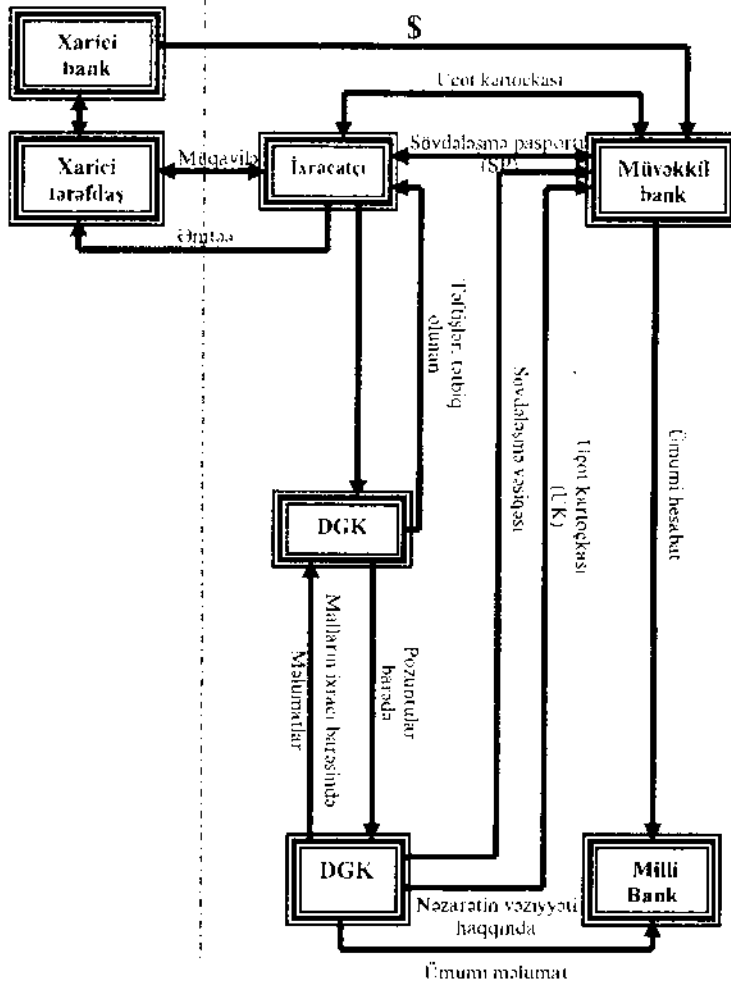 $
Xarici
bank
Uçot kartoçkası
Xarici
tərəfdaş
Müqavilə
İxracatçı
Sövdələşmə pasportu
(SP)
Müvəkkil
bank
Əmtəə
Təftişlər, tətbiq
olunan
Sövdələşmə vəsiqəsi
Uçot kartoçkası
(UK)
Ümumi hesabat
DGK
Məlumatlar
Malların ixracı barəsində
Pozuntular
barədə
DGK
Milli
Bank
Nəzarətin vəziyyəti
haqqında
Ümumi məlumat